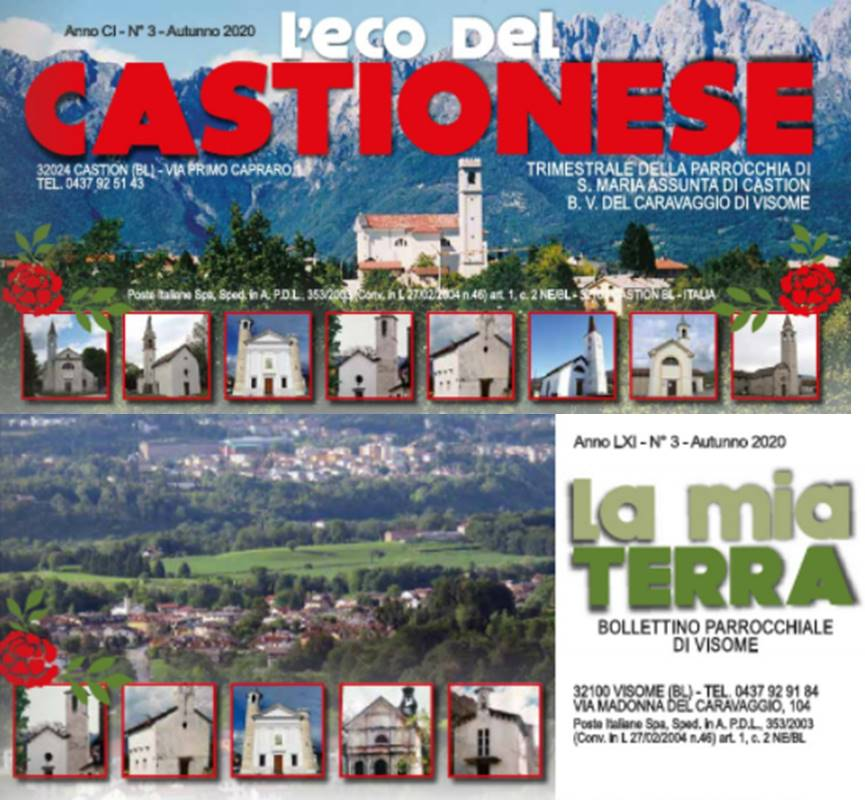 Anno CI - N° 3 - Autunno 2020
L'eco del
CASTIONESE
32024 CASTION (BL) - VIA PRIMO CAPRARO,
TEL. 0437 92 51 43
TRIMESTRALE DELLA PARROCCHIA DI
S. MARIA ASSUNTA DI CASTION
B. V. DEL CARAVAGGIO DI VISOME
Poste Italiane Spa, Sped. in A. P.D.L., 353/2003 (Conv. in L 27/02/2004 n.46) art. 1, c. 2 NE/BL - CASTION BL - ITALIA
Anno LXI - N° 3 - Autunno 2020
La mia
TERRA
BOLLETTINO PARROCCHIALE
DI VISOME
32100 VISOME (BL) - TEL. 0437 92 91 84
VIA MADONNA DEL CARAVAGGIO, 104
Poste Italiane Spa, Sped. in A. P.D.L., 353/2003
(Conv. in L 27/02/2004 n.46) art. 1, c. 2 NE/BL